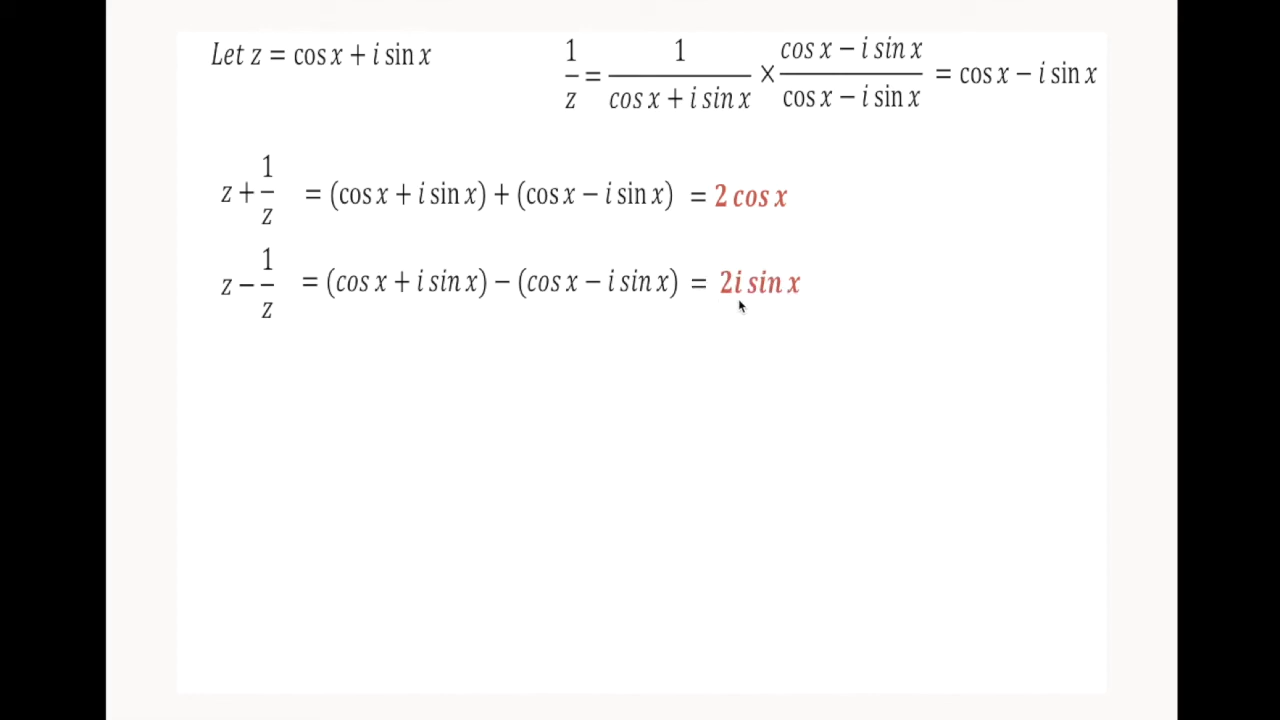 Let z = cos x + i sin x
1/z = 1/(cos x + i sin x) × (cos x − i sin x)/(cos x − i sin x) = cos x − i sin x
z + 1/z = (cos x + i sin x) + (cos x − i sin x) = 2 cos x
z − 1/z = (cos x + i sin x) − (cos x − i sin x) = 2i sin x